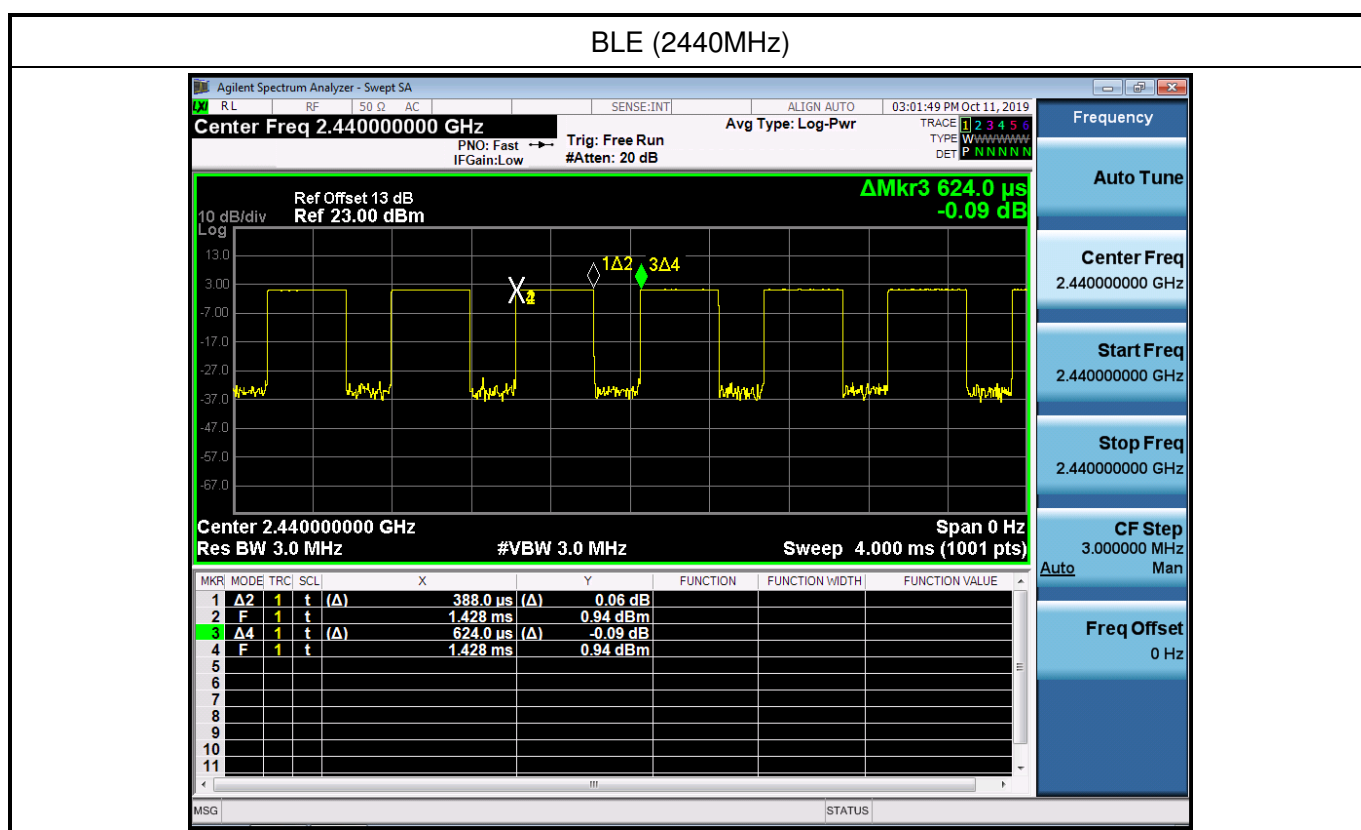 BLE (2440MHz)
Agilent Spectrum Analyzer - Swept SA
LXI RL RF 50 Ω AC SENSE:INT ALIGN AUTO 03:01:49 PM Oct 11, 2019
Center Freq 2.440000000 GHz
PNO: Fast
IFGain:Low
Trig: Free Run
#Atten: 20 dB
Avg Type: Log-Pwr
TRACE 1 2 3 4 5 6
TYPE WWWWWW
DET P N N N N N
ΔMkr3 624.0 µs
-0.09 dB
Ref Offset 13 dB
10 dB/div Ref 23.00 dBm
Log
13.0
3.00
-7.00
-17.0
-27.0
-37.0
-47.0
-57.0
-67.0
1Δ2 3Δ4
X
Center 2.440000000 GHz Span 0 Hz
Res BW 3.0 MHz #VBW 3.0 MHz Sweep 4.000 ms (1001 pts)
MKR MODE TRC SCL X Y FUNCTION FUNCTION WIDTH FUNCTION VALUE
1 Δ2 1 t (Δ) 388.0 µs (Δ) 0.06 dB
2 F 1 t 1.428 ms 0.94 dBm
3 Δ4 1 t (Δ) 624.0 µs (Δ) -0.09 dB
4 F 1 t 1.428 ms 0.94 dBm
5
6
7
8
9
10
11
MSG STATUS
Frequency
Auto Tune
Center Freq
2.440000000 GHz
Start Freq
2.440000000 GHz
Stop Freq
2.440000000 GHz
CF Step
3.000000 MHz
Auto Man
Freq Offset
0 Hz